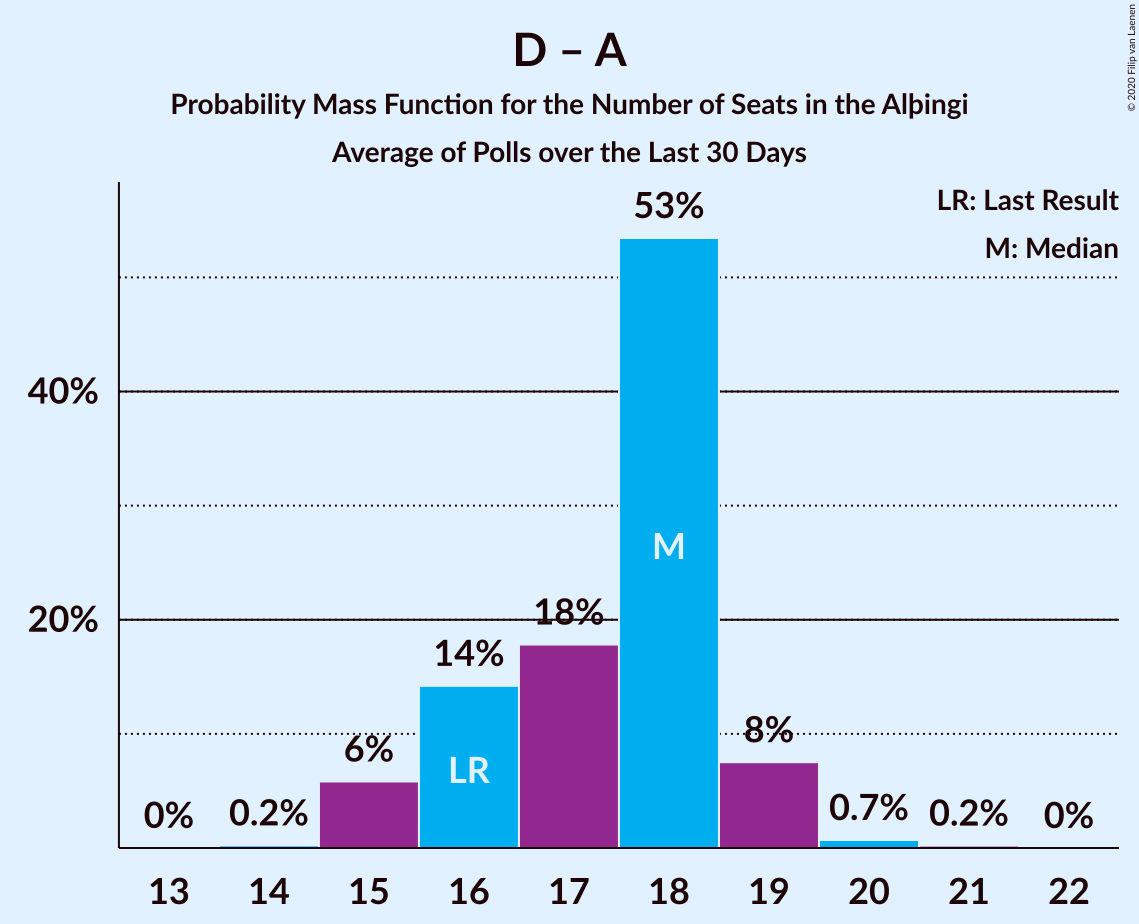 D – A
Probability Mass Function for the Number of Seats in the Alþingi
Average of Polls over the Last 30 Days
© 2020 Filip van Laenen
LR: Last Result
M: Median
53%
40%
M
20%
18%
14%
8%
6%
LR
0%
0.2%
0.7%
0.2%
0%
13
14
15
16
17
18
19
20
21
22